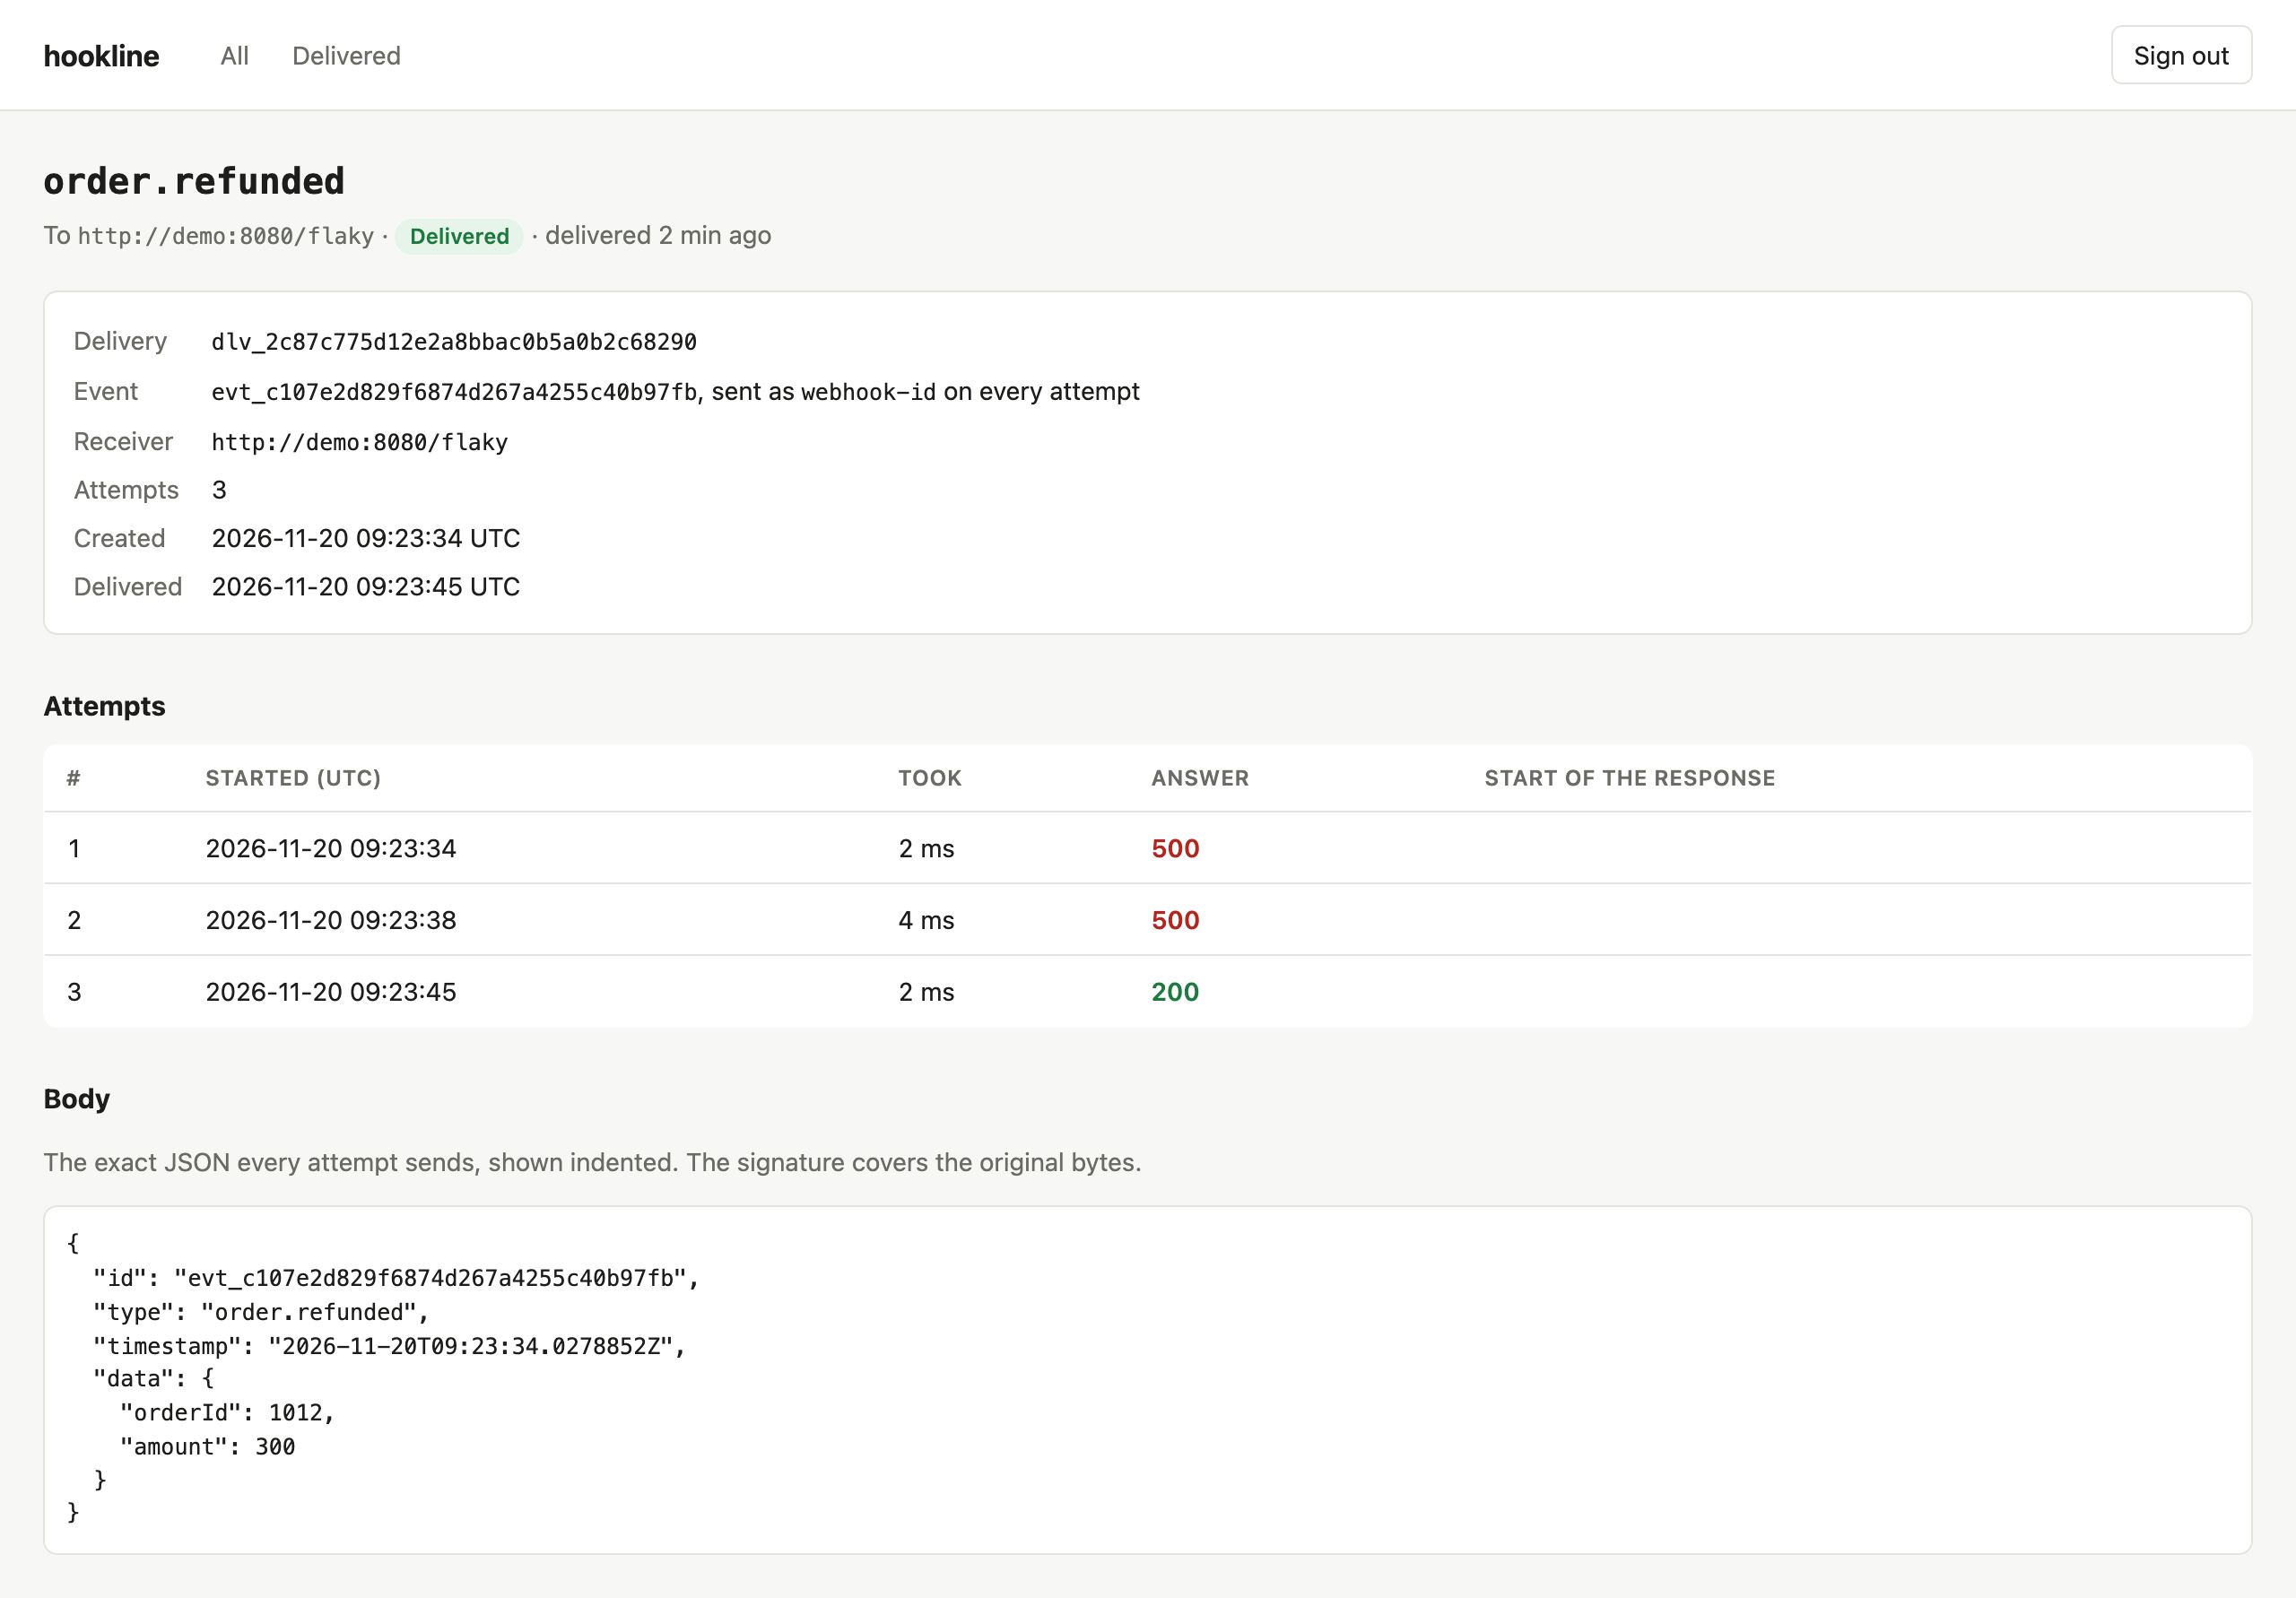 hookline All Delivered Sign out
order.refunded
To http://demo:8080/flaky · Delivered · delivered 2 min ago
Delivery dlv_2c87c775d12e2a8bbac0b5a0b2c68290
Event evt_c107e2d829f6874d267a4255c40b97fb, sent as webhook-id on every attempt
Receiver http://demo:8080/flaky
Attempts 3
Created 2026-11-20 09:23:34 UTC
Delivered 2026-11-20 09:23:45 UTC
Attempts
# STARTED (UTC) TOOK ANSWER START OF THE RESPONSE
1 2026-11-20 09:23:34 2 ms 500
2 2026-11-20 09:23:38 4 ms 500
3 2026-11-20 09:23:45 2 ms 200
Body
The exact JSON every attempt sends, shown indented. The signature covers the original bytes.
{
  "id": "evt_c107e2d829f6874d267a4255c40b97fb",
  "type": "order.refunded",
  "timestamp": "2026-11-20T09:23:34.0278852Z",
  "data": {
    "orderId": 1012,
    "amount": 300
  }
}